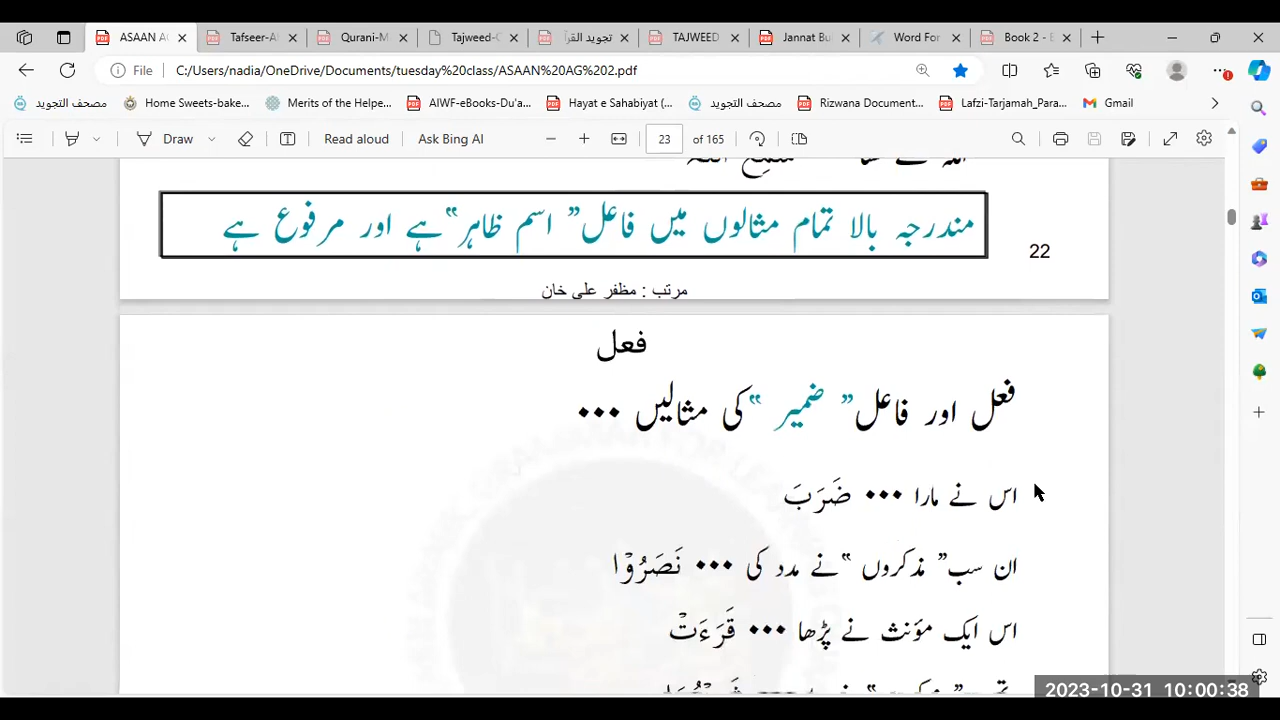 ASAAN A
Tafseer-A
Qurani-M
Tajweed-C
تجويد القرآ
TAJWEED
Jannat Bu
Word For
Book 2 - E
File
C:/Users/nadia/OneDrive/Documents/tuesday%20class/ASAAN%20AG%202.pdf
مصحف التجويد
Home Sweets-bake...
Merits of the Helpe...
AIWF-eBooks-Du'a...
Hayat e Sahabiyat (...
مصحف التجويد
Rizwana Document...
Lafzi-Tarjamah_Para...
Gmail
Draw
Read aloud
Ask Bing AI
23
of 165
مندرجہ بالا تمام مثالوں میں فاعل” اسم ظاہر“ہے اور مرفوع ہے
22
مرتب : مظفر علی خان
فعل
فعل اور فاعل” ضمیر “کی مثالیں •••
اس نے مارا ••• ضَرَبَ
ان سب” مذکروں “نے مدد کی ••• نَصَرُوْا
اس ایک مؤنث نے پڑھا ••• قَرَءَتْ
2023-10-31 10:00:38